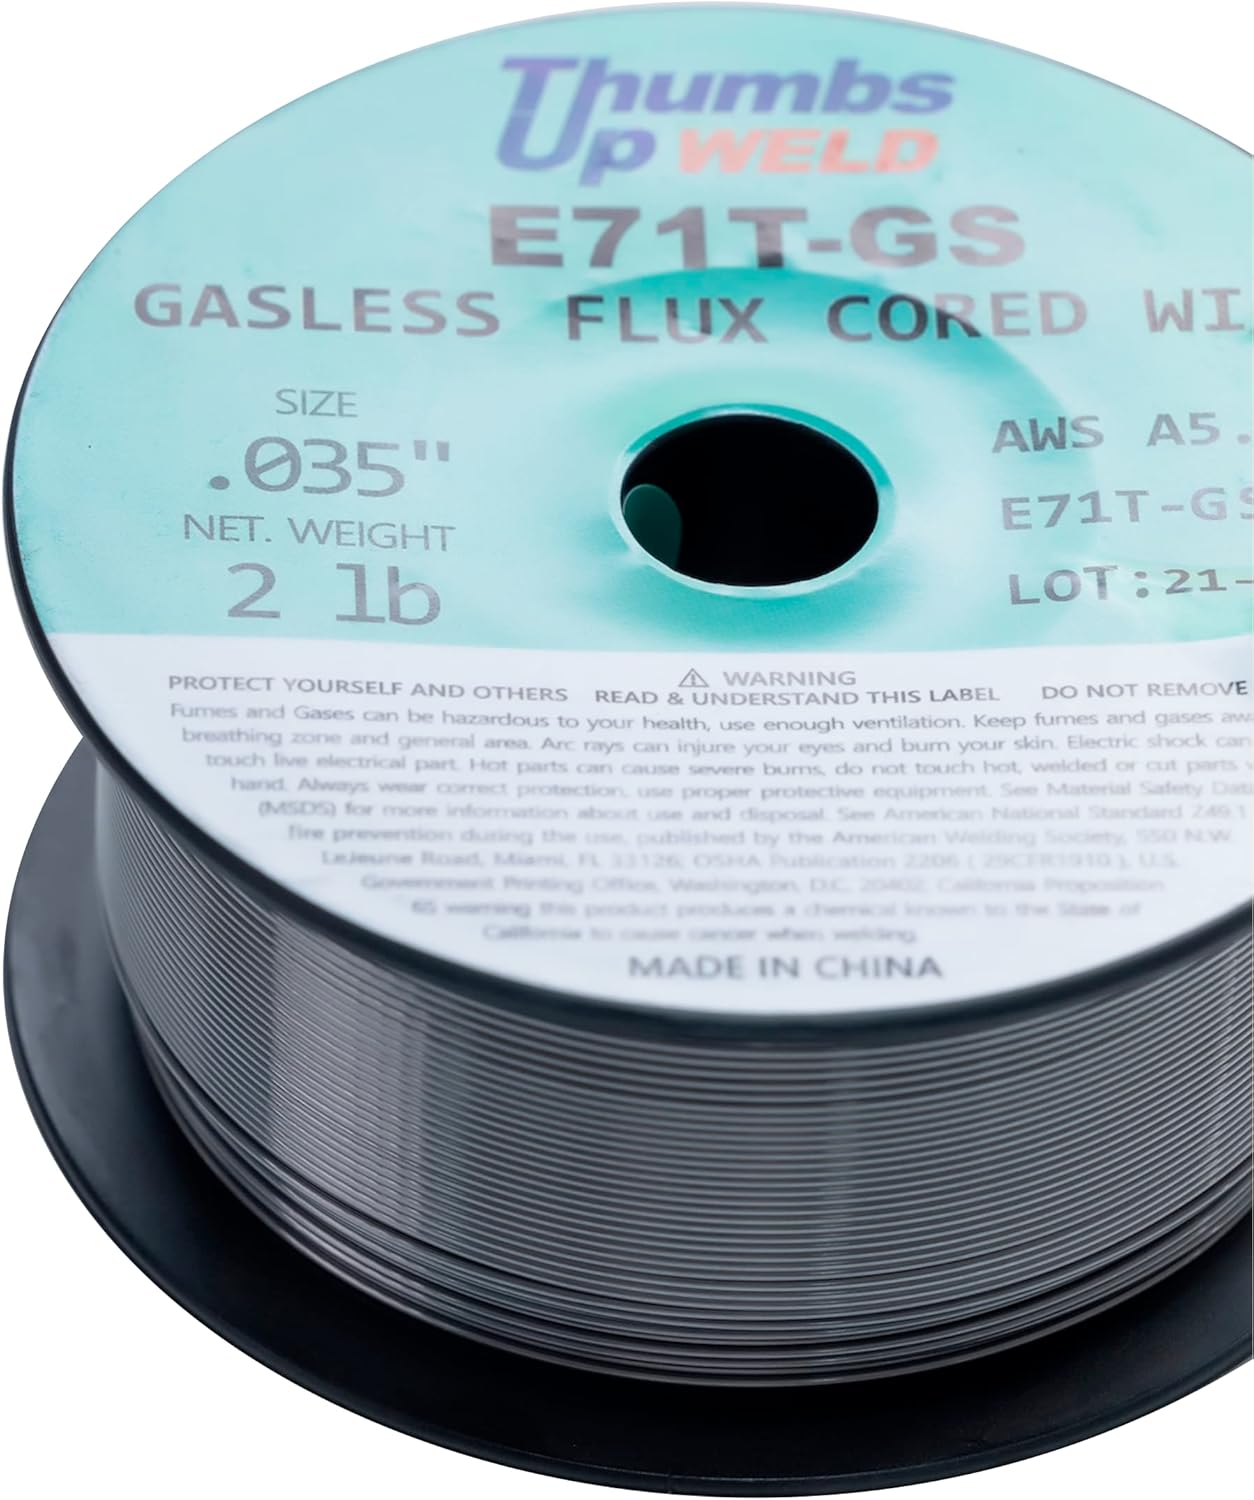 Thumbs
Up WELD
E71T-GS
GASLESS FLUX CORED WI
SIZE
.035"
NET. WEIGHT
2 lb
AWS A5.
E71T-GS
LOT:21-
⚠ WARNING
PROTECT YOURSELF AND OTHERS READ & UNDERSTAND THIS LABEL DO NOT REMOVE
Fumes and Gases can be hazardous to your health, use enough ventilation. Keep fumes and gases awa
breathing zone and general area. Arc rays can injure your eyes and burn your skin. Electric shock can
touch live electrical part. Hot parts can cause severe burns, do not touch hot, welded or cut parts
hand. Always wear correct protection, use proper protective equipment. See Material Safety Data
(MSDS) for more information about use and disposal. See American National Standard Z49.1
fire prevention during the use, published by the American Welding Society, 550 N.W.
LeJeune Road, Miami, FL 33126; OSHA Publication 2206 ( 29CFR1910 ), U.S.
Government Printing Office, Washington, D.C. 20402, California Proposition
65 warning this product produces a chemical known to the State of
California to cause cancer when welding.
MADE IN CHINA